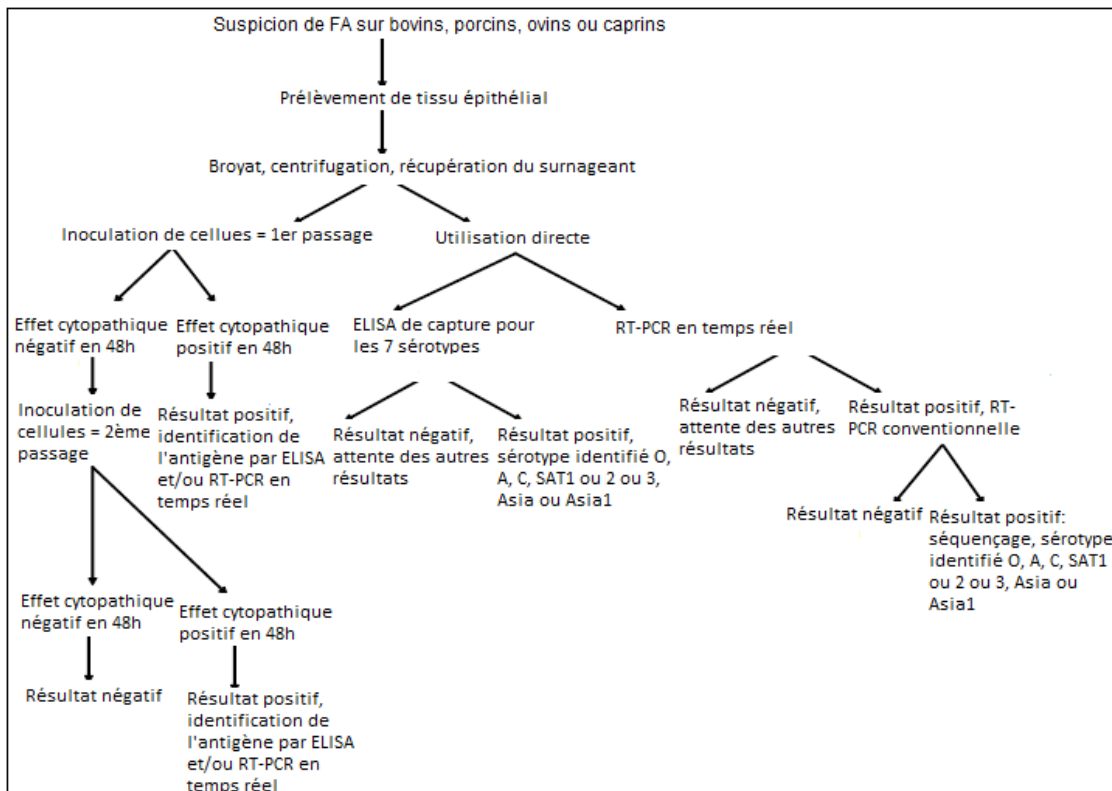 Suspicion de FA sur bovins, porcins, ovins ou caprins
Prélèvement de tissu épithélial
Broyat, centrifugation, récupération du surnageant
Inoculation de cellues = 1er passage
Utilisation directe
Effet cytopathique
négatif en 48h
Effet cytopathique
positif en 48h
ELISA de capture pour
les 7 sérotypes
RT-PCR en temps réel
Inoculation de
cellules = 2ème
passage
Résultat positif,
identification de
l'antigène par ELISA
et/ou RT-PCR en
temps réel
Résultat négatif,
attente des autres
résultats
Résultat positif,
sérotype identifié O,
A, C, SAT1 ou 2 ou 3,
Asia ou Asia1
Résultat négatif,
attente des autres
résultats
Résultat positif, RT-
PCR conventionnelle
Résultat négatif
Résultat positif:
séquençage, sérotype
identifié O, A, C, SAT1
ou 2 ou 3, Asia ou
Asia1
Effet cytopathique
négatif en 48h
Effet cytopathique
positif en 48h
Résultat négatif
Résultat positif,
identification de
l'antigène par ELISA
et/ou RT-PCR en
temps réel